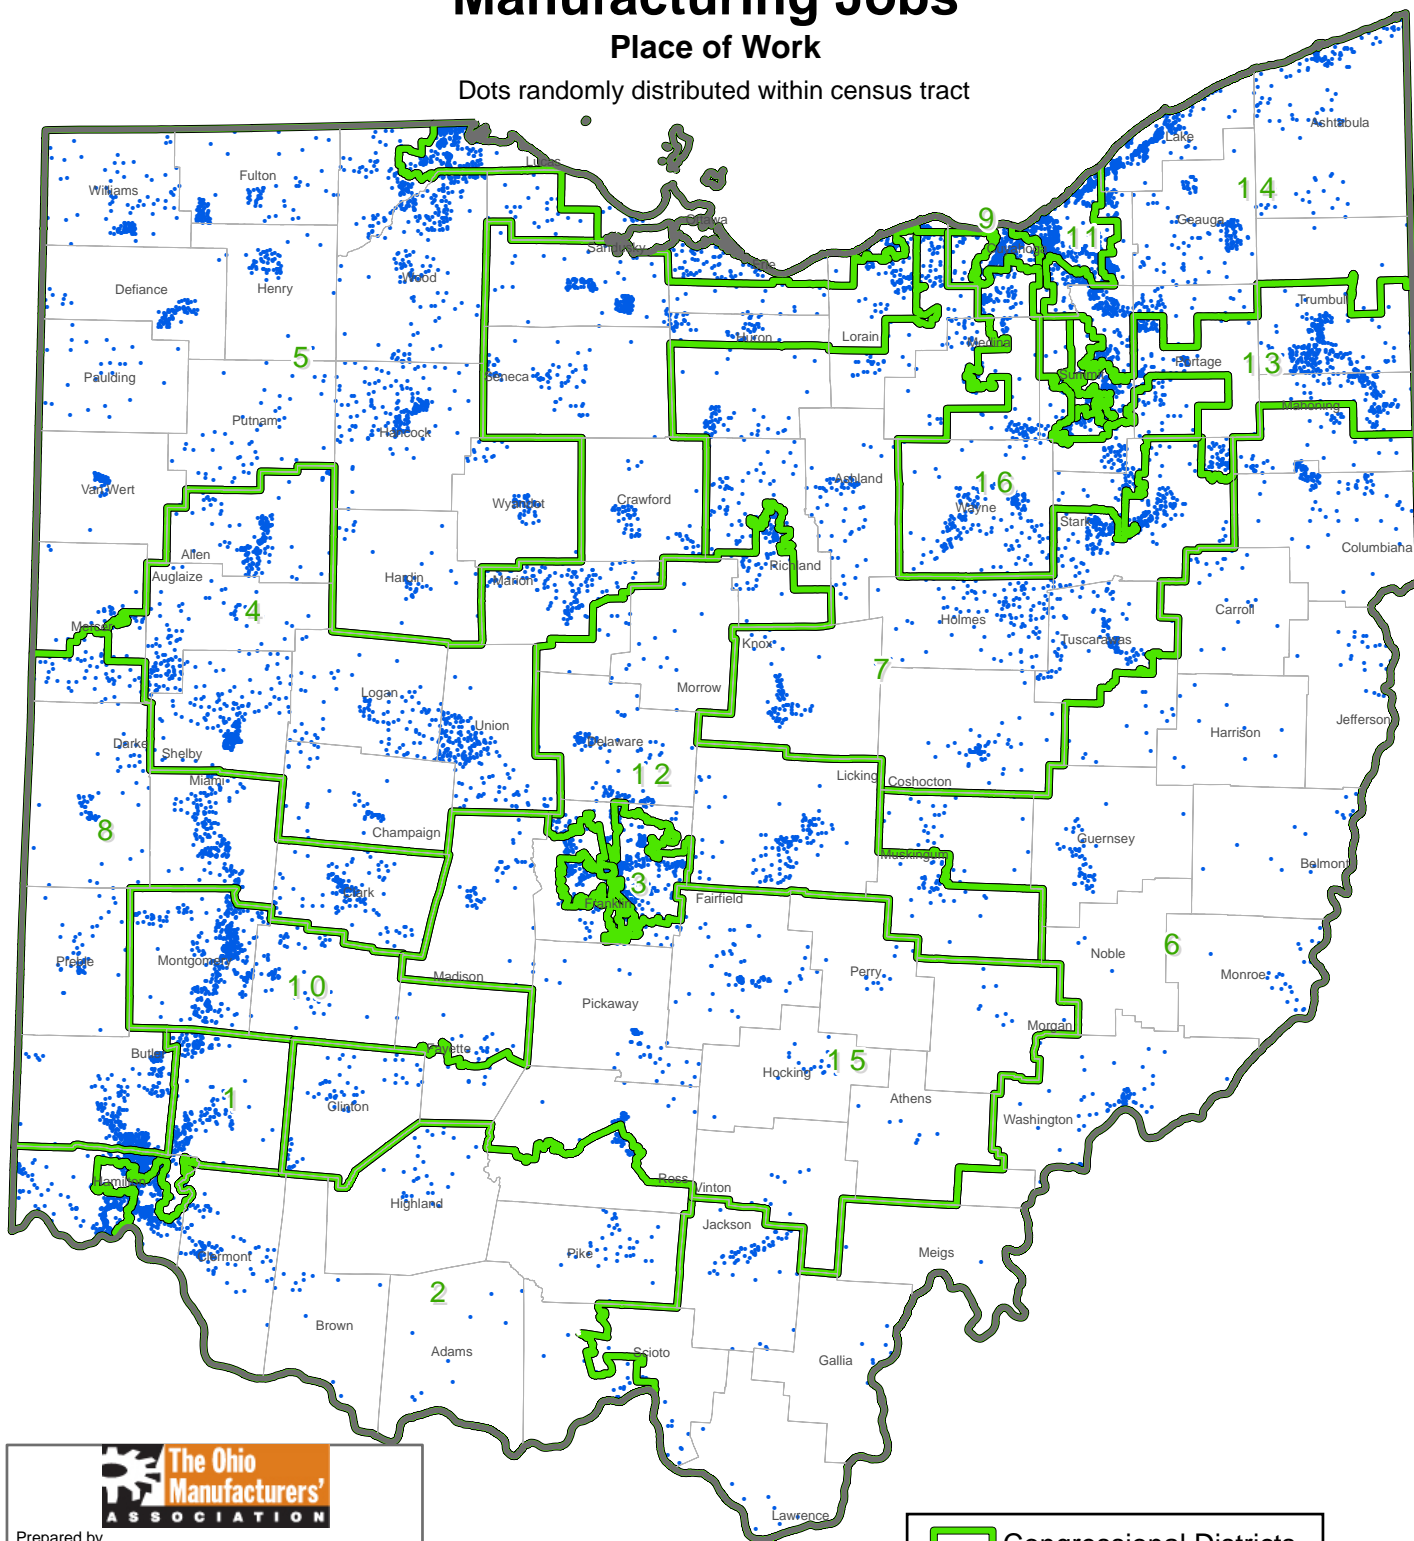 Manufacturing Jobs
Place of Work
Dots randomly distributed within census tract
Ashtabula
Lake
Lucas
Fulton
Williams
14
Geauga
Ottawa
9
11
Sandusky
Erie
Wood
Defiance
Henry
Trumbull
Huron
Lorain
Medina
5
Portage
13
Seneca
Summit
Paulding
Mahoning
Putnam
Hancock
Ashland
16
Van Wert
Wyandot
Crawford
Wayne
Stark
Columbiana
Allen
Richland
Auglaize
Hardin
Marion
4
Carroll
Holmes
Mercer
Tuscarawas
Knox
7
Morrow
Logan
Jefferson
Union
Harrison
Darke
Delaware
Shelby
12
Licking
Miami
Coshocton
8
Champaign
Guernsey
Muskingum
Belmont
3
Clark
Franklin
Fairfield
6
Noble
Preble
Montgomery
Perry
Monroe
Madison
10
Pickaway
Morgan
Butler
Fayette
15
Hocking
1
Athens
Clinton
Washington
Hamilton
Ross
Vinton
Highland
Jackson
Clermont
Pike
Meigs
2
Brown
Adams
Scioto
Gallia
The Ohio
Manufacturers'
ASSOCIATION
Lawrence
Prepared by
Congressional Districts